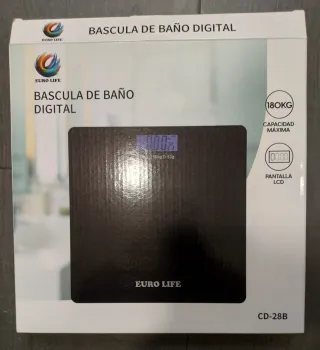 BASCULA DE BAÑO DIGITAL
EURO LIFE
BASCULA DE BAÑO
DIGITAL
180KG
CAPACIDAD
MÁXIMA
PANTALLA
LCD
EURO LIFE
CD-28B